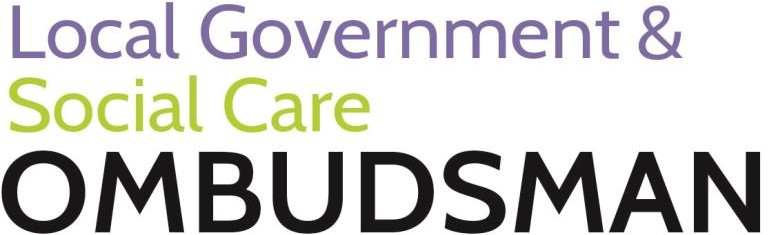 Local Government &
Social Care
OMBUDSMAN